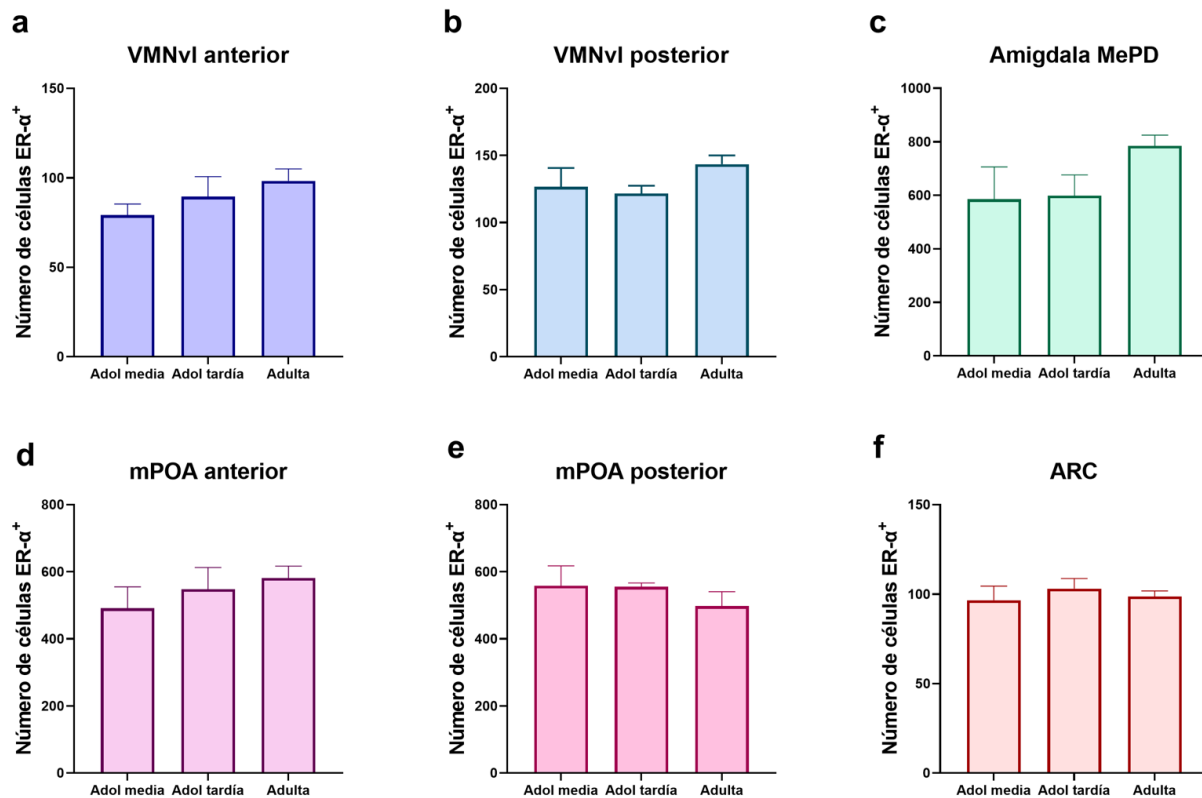 a
VMNvl anterior
Número de células ER-α⁺
150
100
50
0
Adol media Adol tardía Adulta
b
VMNvl posterior
Número de células ER-α⁺
200
150
100
50
0
Adol media Adol tardía Adulta
c
Amigdala MePD
Número de células ER-α⁺
1000
800
600
400
200
0
Adol media Adol tardía Adulta
d
mPOA anterior
Número de células ER-α⁺
800
600
400
200
0
Adol media Adol tardía Adulta
e
mPOA posterior
Número de células ER-α⁺
800
600
400
200
0
Adol media Adol tardía Adulta
f
ARC
Número de células ER-α⁺
150
100
50
0
Adol media Adol tardía Adulta